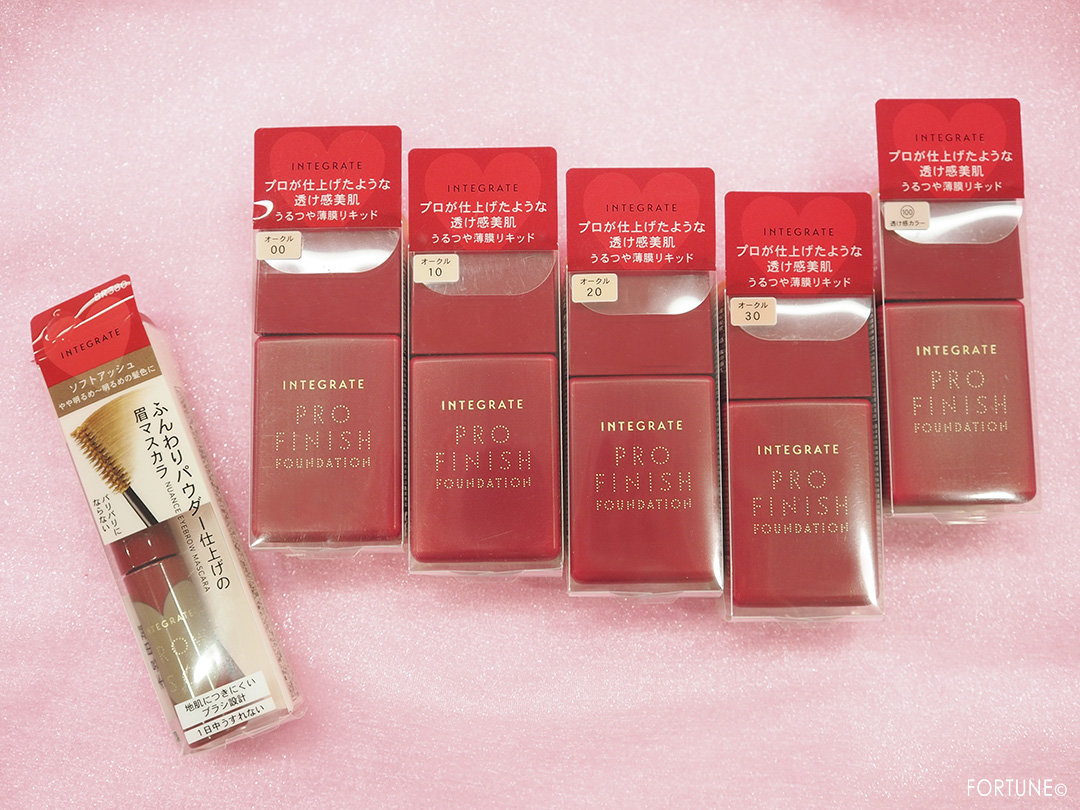 INTEGRATE
ソフトアッシュ
やや明るめ〜明るめの髪色に
ふんわりパウダー仕上げの
眉マスカラ
NUANCE EYEBROW MASCARA
バリバリに
ならない
INTEGRATE
地肌につきにくい
ブラシ設計
1日中うすれない
INTEGRATE
プロが仕上げたような
透け感美肌
うるつや薄膜リキッド
オークル
00
INTEGRATE
PRO
FINISH
FOUNDATION
INTEGRATE
プロが仕上げたような
透け感美肌
うるつや薄膜リキッド
オークル
10
INTEGRATE
PRO
FINISH
FOUNDATION
INTEGRATE
プロが仕上げたような
透け感美肌
うるつや薄膜リキッド
オークル
20
INTEGRATE
PRO
FINISH
FOUNDATION
INTEGRATE
プロが仕上げたような
透け感美肌
うるつや薄膜リキッド
オークル
30
INTEGRATE
PRO
FINISH
FOUNDATION
INTEGRATE
プロが仕上げたような
透け感美肌
うるつや薄膜リキッド
100
透け感カラー
INTEGRATE
PRO
FINISH
FOUNDATION
FORTUNE©